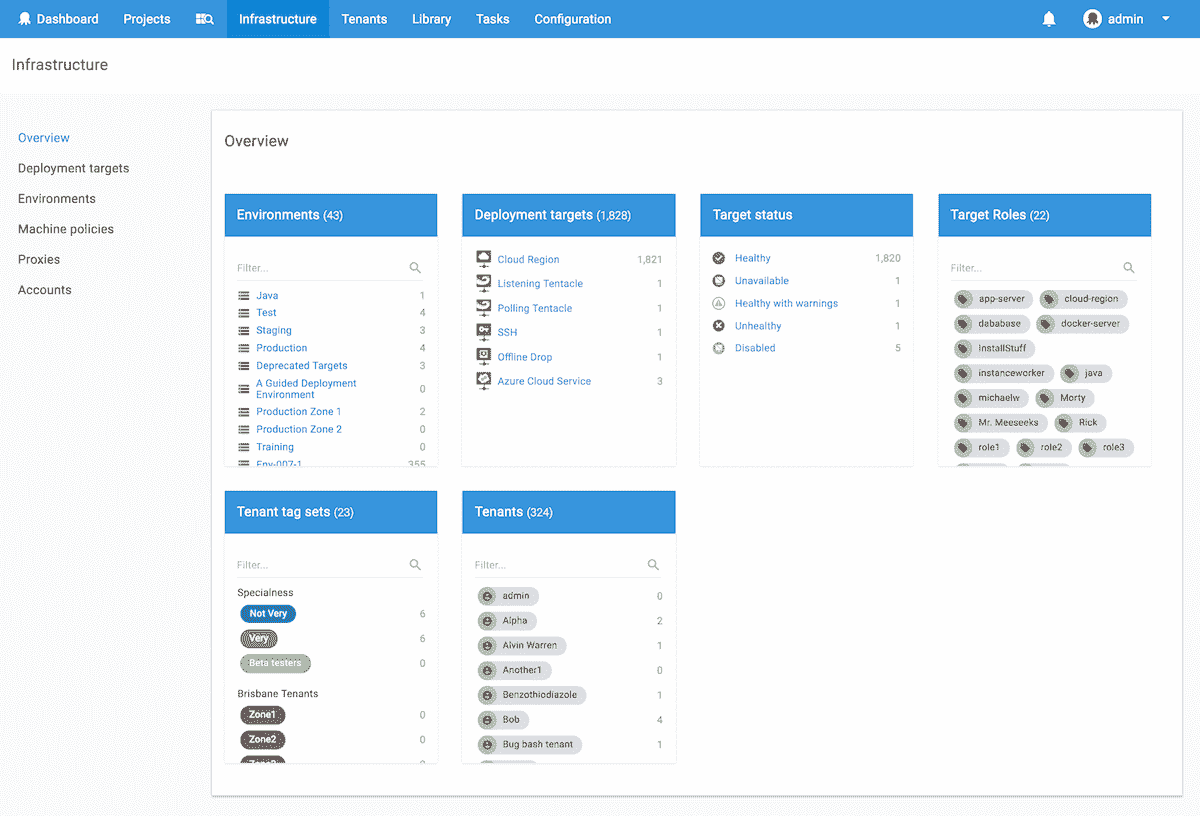 Dashboard Projects Infrastructure Tenants Library Tasks Configuration admin
Infrastructure
Overview
Deployment targets
Environments
Machine policies
Proxies
Accounts
Overview
Environments (43)
Filter...
Java 1
Test 4
Staging 3
Production 4
Deprecated Targets 3
A Guided Deployment
Environment 0
Production Zone 1 2
Production Zone 2 0
Training 0
Env-007-1 355
Deployment targets (1,828)
Cloud Region 1,821
Listening Tentacle 1
Polling Tentacle 1
SSH 1
Offline Drop 1
Azure Cloud Service 3
Target status
Healthy 1,820
Unavailable 1
Healthy with warnings 1
Unhealthy 1
Disabled 5
Target Roles (22)
Filter...
app-server cloud-region
dababase docker-server
InstallStuff
instanceworker java
michaelw Morty
Mr. Meeseeks Rick
role1 role2 role3
Tenant tag sets (23)
Filter...
Specialness
Not Very 6
Very 6
Beta testers 0
Brisbane Tenants
Zone1 0
Zone2 0
Tenants (324)
Filter...
admin 0
Alpha 2
Alvin Warren 1
Another1 0
Benzothiodiazole 1
Bob 4
Bug bash tenant 1